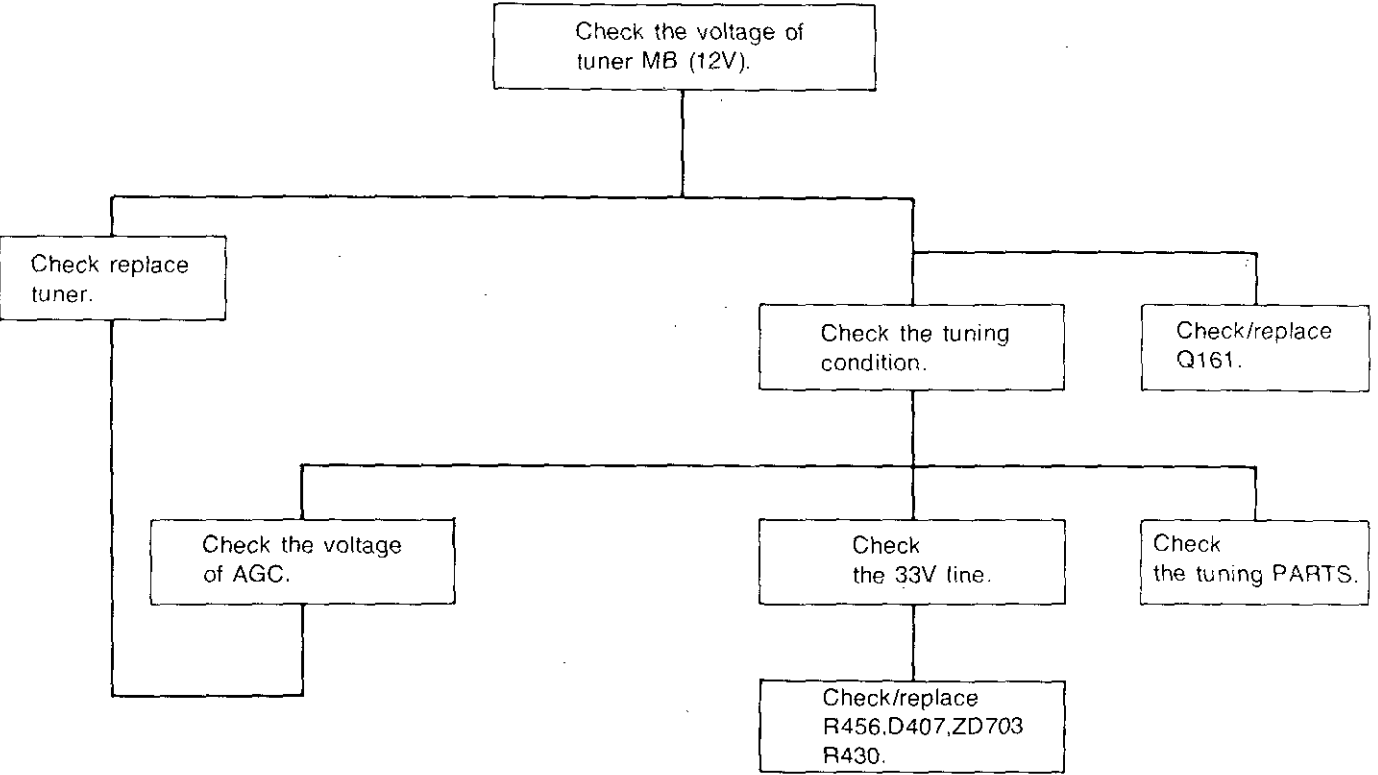 Check the voltage of
tuner MB (12V).
Check replace
tuner.
Check the tuning
condition.
Check/replace
Q161.
Check the voltage
of AGC.
Check
the 33V line.
Check
the tuning PARTS.
Check/replace
R456,D407,ZD703
R430.